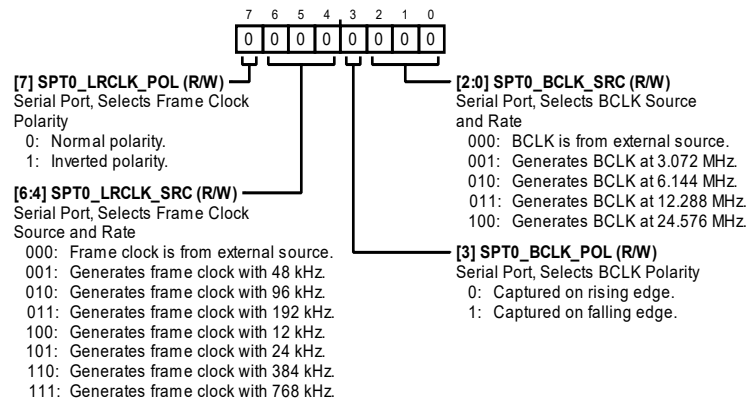 7 6 5 4 3 2 1 0
0 0 0 0 0 0 0 0
[7] SPT0_LRCLK_POL (R/W)
Serial Port, Selects Frame Clock
Polarity
0: Normal polarity.
1: Inverted polarity.
[6:4] SPT0_LRCLK_SRC (R/W)
Serial Port, Selects Frame Clock
Source and Rate
000: Frame clock is from external source.
001: Generates frame clock with 48 kHz.
010: Generates frame clock with 96 kHz.
011: Generates frame clock with 192 kHz.
100: Generates frame clock with 12 kHz.
101: Generates frame clock with 24 kHz.
110: Generates frame clock with 384 kHz.
111: Generates frame clock with 768 kHz.
[2:0] SPT0_BCLK_SRC (R/W)
Serial Port, Selects BCLK Source
and Rate
000: BCLK is from external source.
001: Generates BCLK at 3.072 MHz.
010: Generates BCLK at 6.144 MHz.
011: Generates BCLK at 12.288 MHz.
100: Generates BCLK at 24.576 MHz.
[3] SPT0_BCLK_POL (R/W)
Serial Port, Selects BCLK Polarity
0: Captured on rising edge.
1: Captured on falling edge.